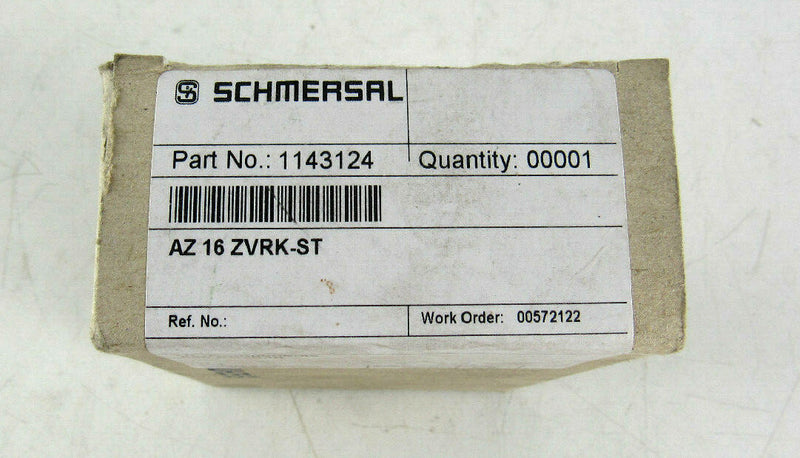 SCHMERSAL
Part No.: 1143124 Quantity: 00001
AZ 16 ZVRK-ST
Ref. No.: Work Order: 00572122